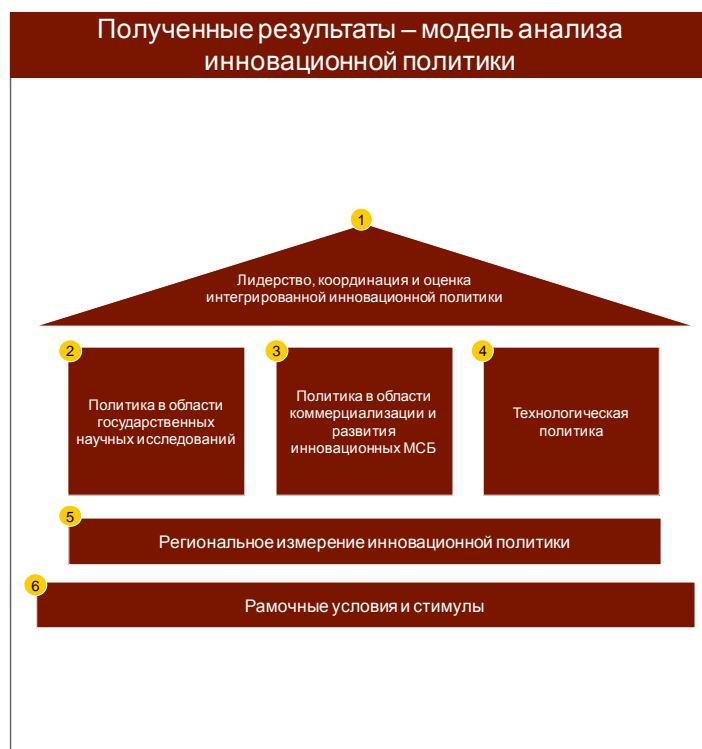 Полученные результаты – модель анализа
инновационной политики
1
Лидерство, координация и оценка
интегрированной инновационной политики
2
Политика в области
государственных
научных исследований
3
Политика в области
коммерциализации и
развития
инновационных МСБ
4
Технологическая
политика
5
Региональное измерение инновационной политики
6
Рамочные условия и стимулы